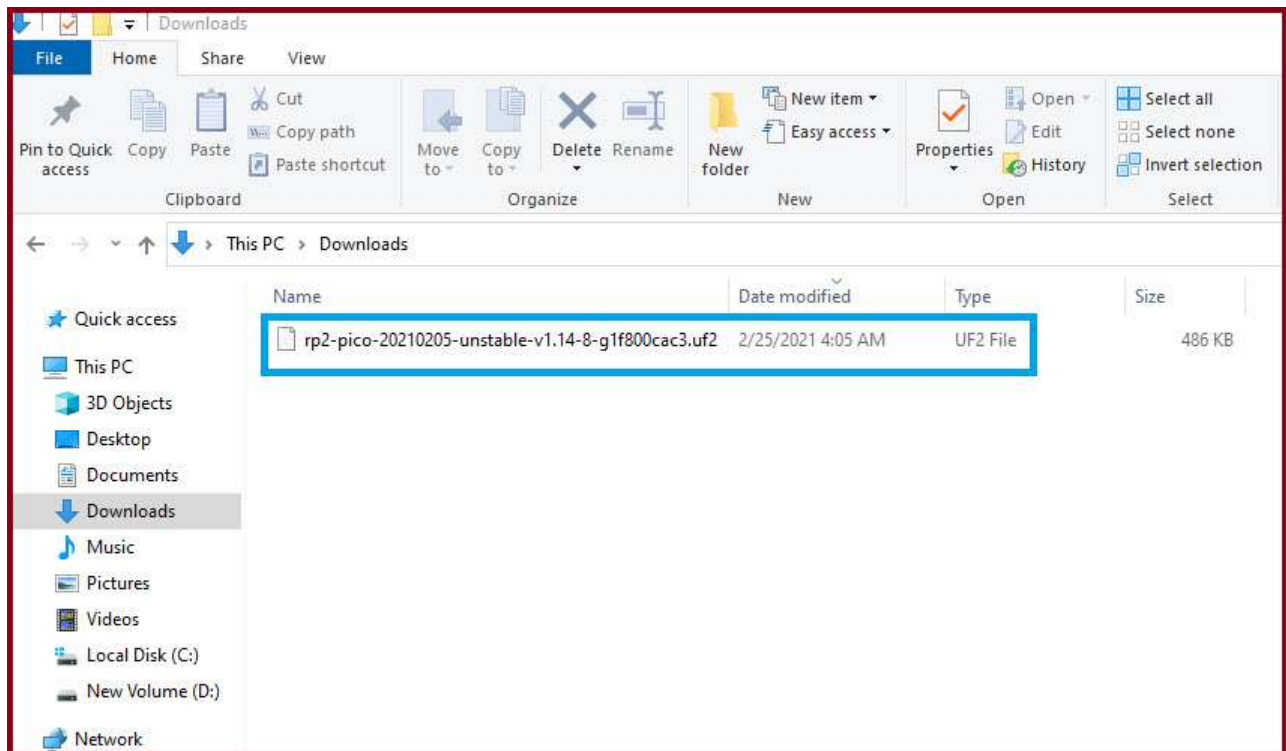 Downloads
File Home Share View
Pin to Quick access
Copy
Paste
Cut
Copy path
Paste shortcut
Clipboard
Move to
Copy to
Delete
Rename
Organize
New folder
New item
Easy access
New
Properties
Open
Edit
History
Open
Select all
Select none
Invert selection
Select
This PC > Downloads
Name Date modified Type Size
rp2-pico-20210205-unstable-v1.14-8-g1f800cac3.uf2 2/25/2021 4:05 AM UF2 File 486 KB
Quick access
This PC
3D Objects
Desktop
Documents
Downloads
Music
Pictures
Videos
Local Disk (C:)
New Volume (D:)
Network